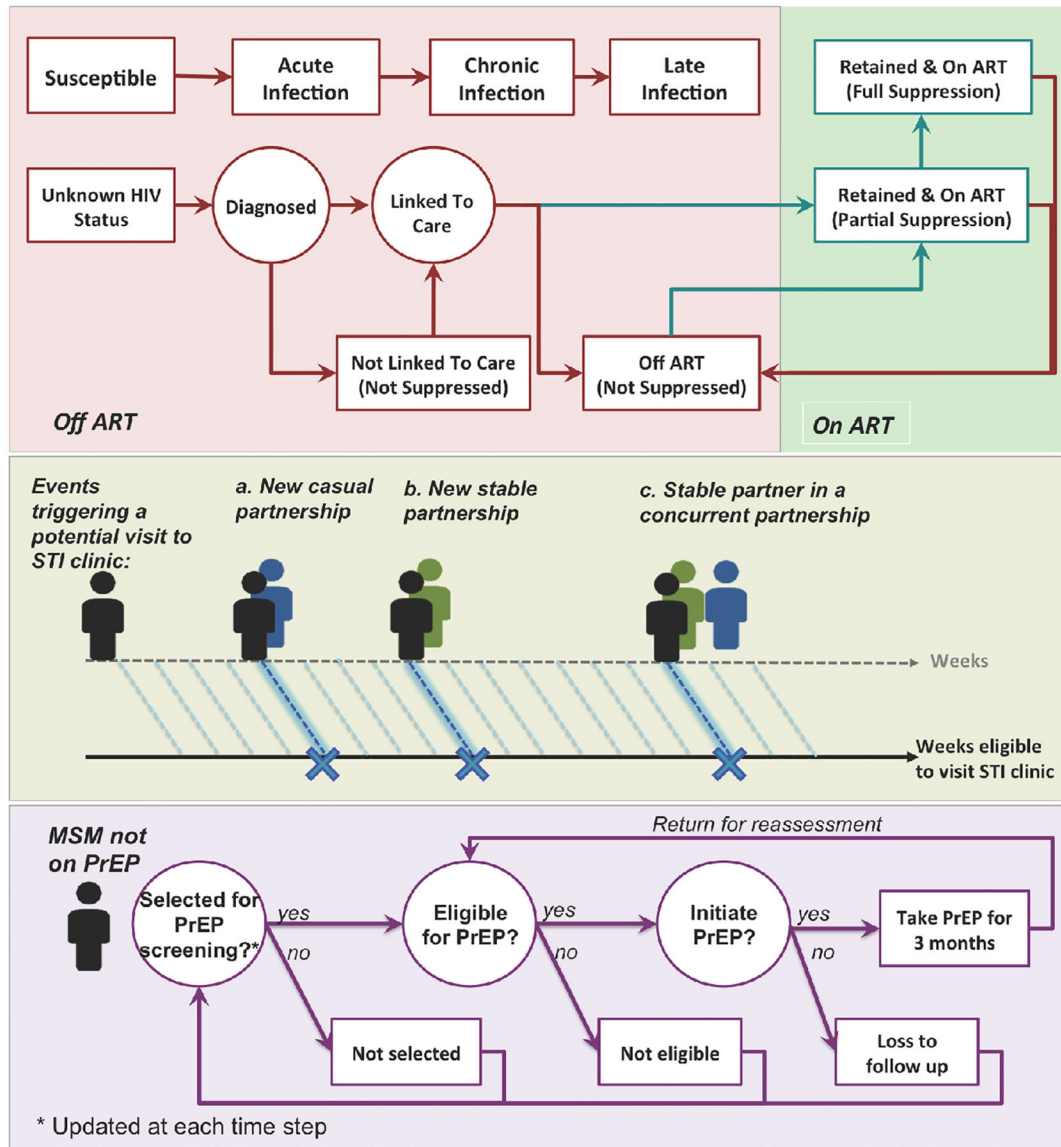 Susceptible
Acute
Infection
Chronic
Infection
Late
Infection
Retained & On ART
(Full Suppression)
Unknown HIV
Status
Diagnosed
Linked To
Care
Retained & On ART
(Partial Suppression)
Not Linked To Care
(Not Suppressed)
Off ART
(Not Suppressed)
Off ART
On ART
Events
triggering a
potential visit to
STI clinic:
a. New casual
partnership
b. New stable
partnership
c. Stable partner in a
concurrent partnership
Weeks
Weeks eligible
to visit STI clinic
MSM not
on PrEP
Return for reassessment
Selected for
PrEP
screening?*
yes
no
Eligible
for PrEP?
yes
no
Initiate
PrEP?
yes
no
Take PrEP for
3 months
Not selected
Not eligible
Loss to
follow up
* Updated at each time step